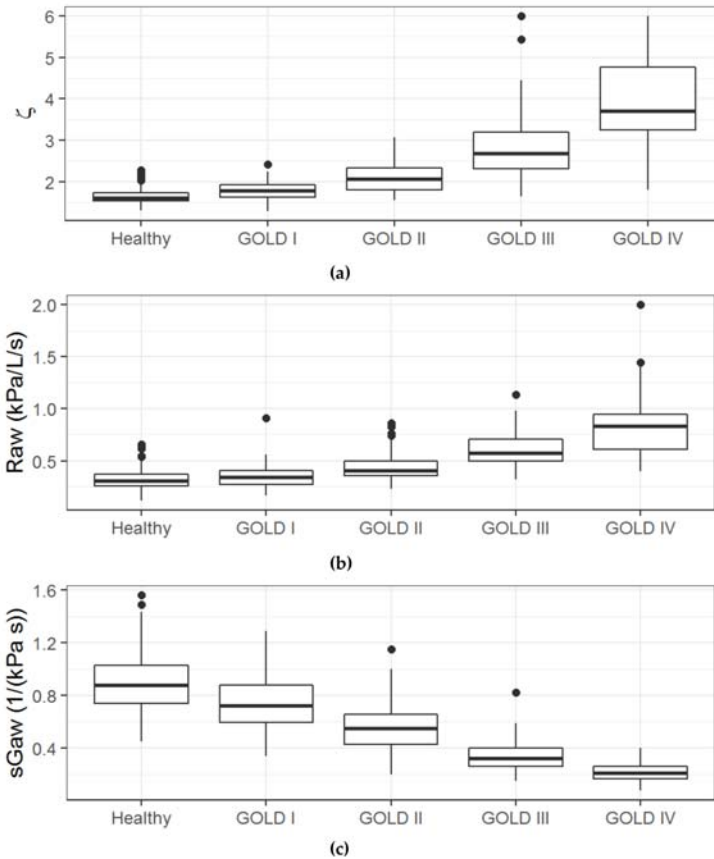 6
5
4
3
2
ζ
Healthy GOLD I GOLD II GOLD III GOLD IV
(a)
2.0
1.5
1.0
0.5
Raw (kPa/L/s)
Healthy GOLD I GOLD II GOLD III GOLD IV
(b)
1.6
1.2
0.8
0.4
sGaw (1/(kPa s))
Healthy GOLD I GOLD II GOLD III GOLD IV
(c)